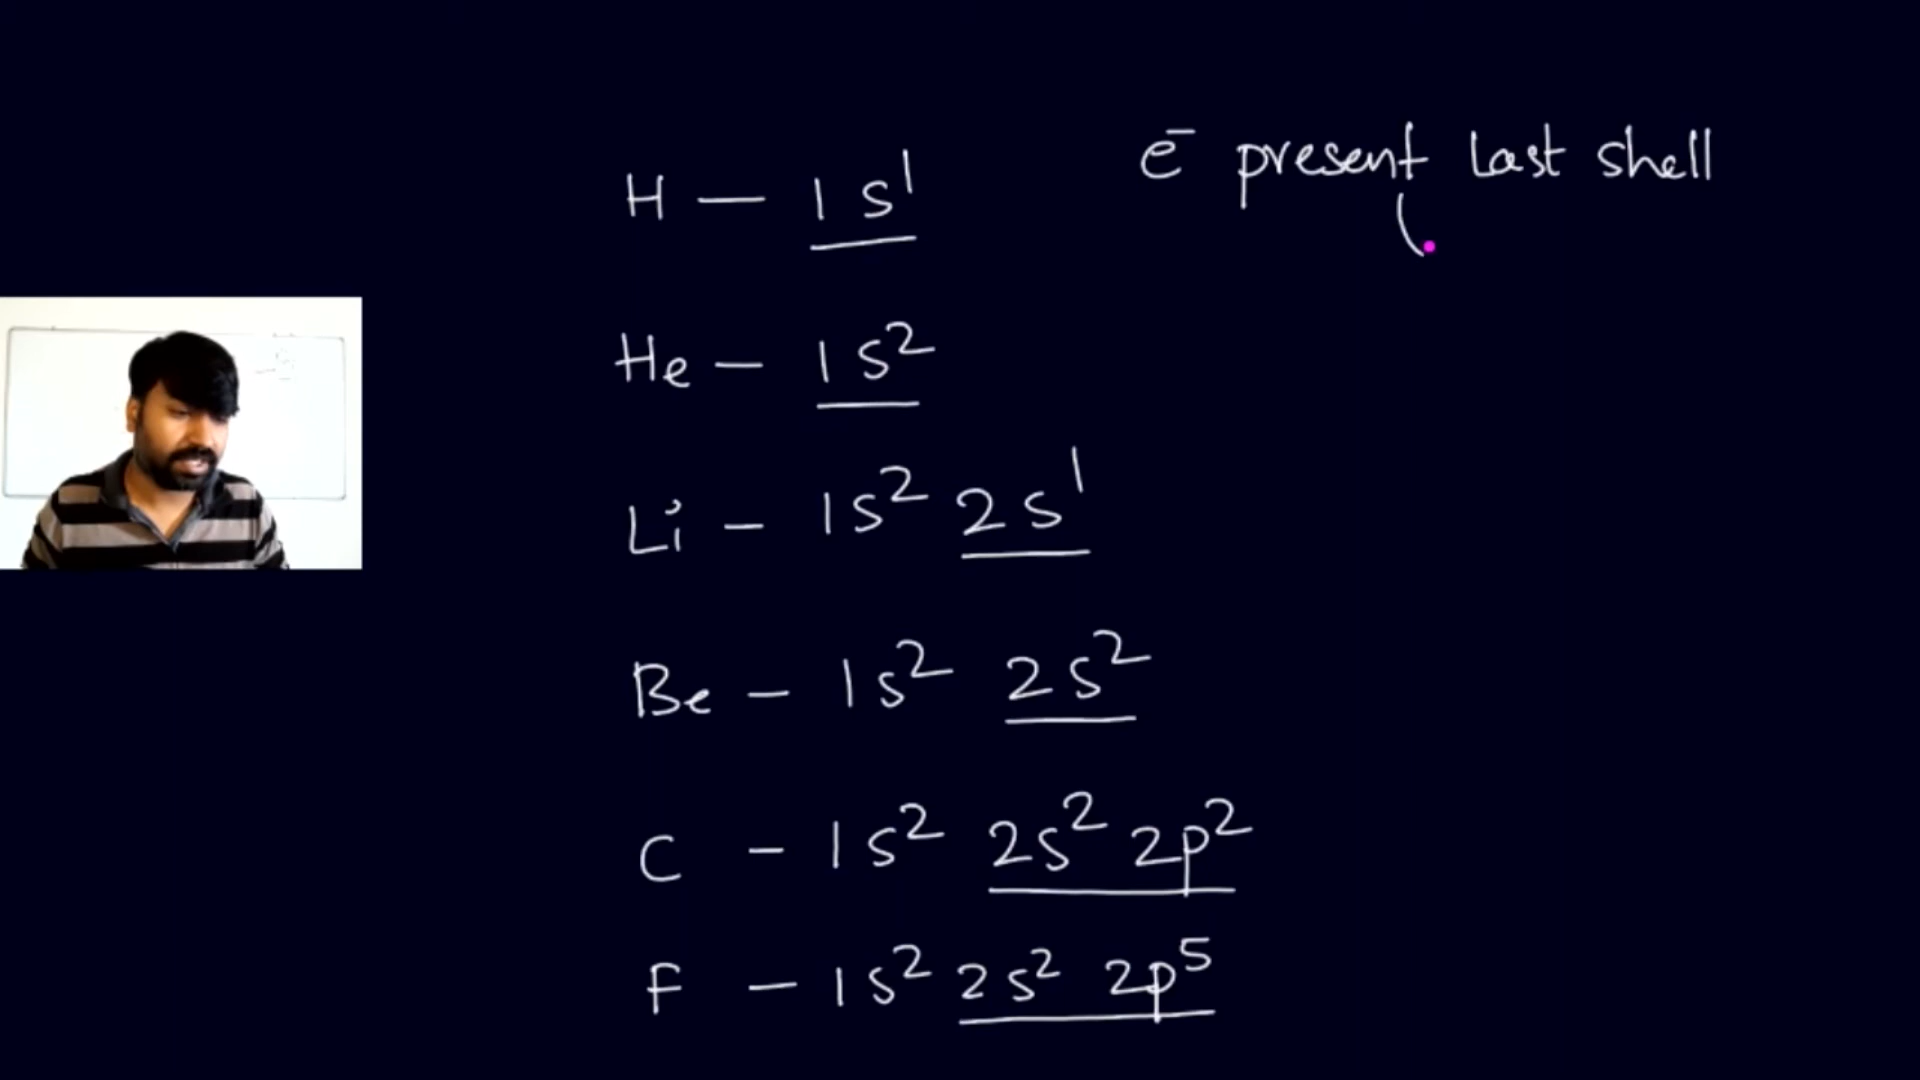 H — 1s¹
e⁻ present last shell
He – 1s²
Li – 1s² 2s¹
Be – 1s² 2s²
C – 1s² 2s² 2p²
F – 1s² 2s² 2p⁵